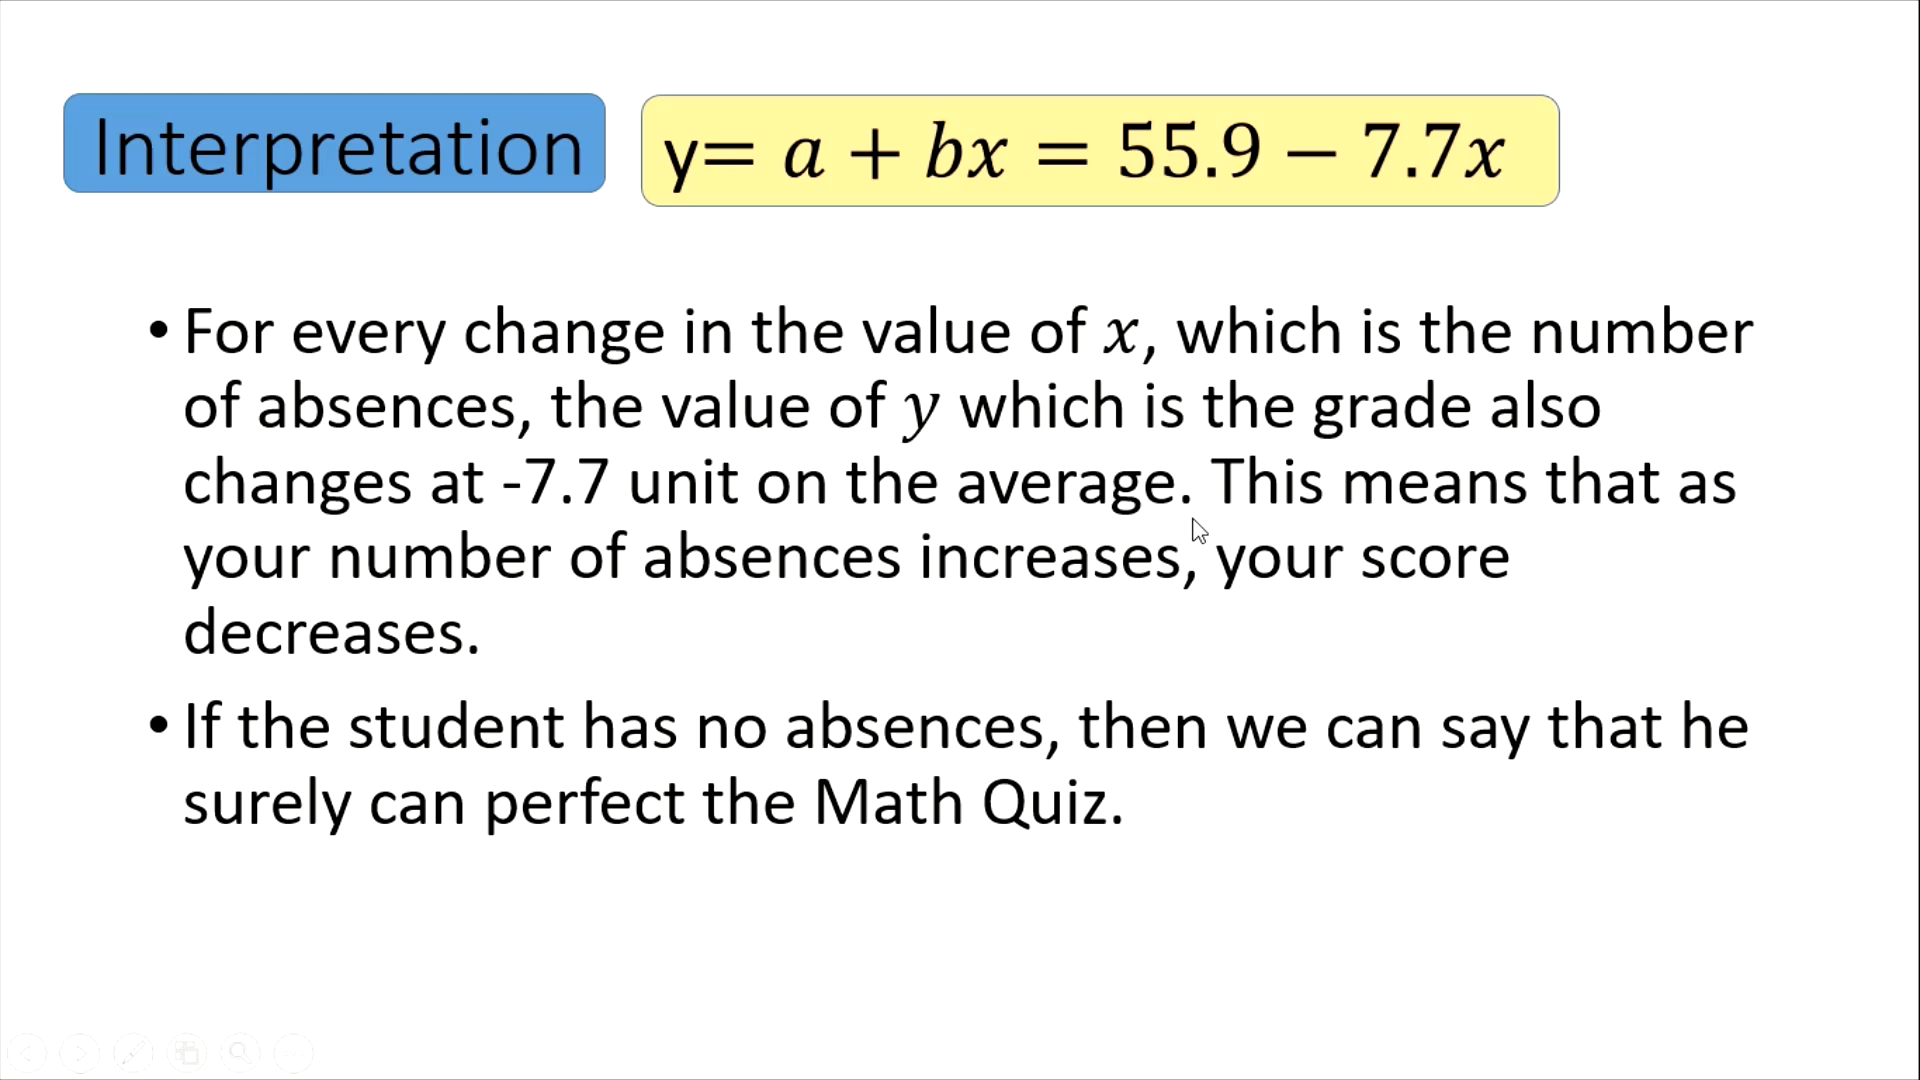 Interpretation
y= a + bx = 55.9 − 7.7x
• For every change in the value of x, which is the number
of absences, the value of y which is the grade also
changes at -7.7 unit on the average. This means that as
your number of absences increases, your score
decreases.
• If the student has no absences, then we can say that he
surely can perfect the Math Quiz.